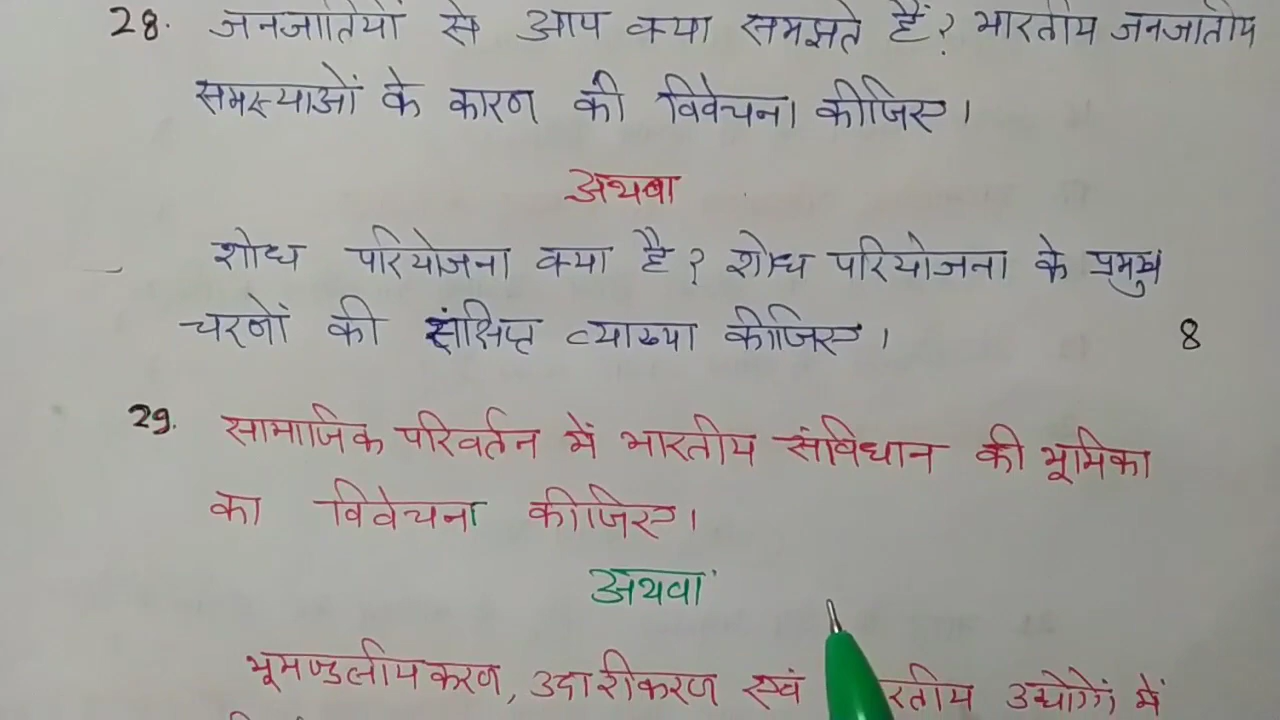 28. जनजातियों से आप क्या समझते हैं? भारतीय जनजातीय
समस्याओं के कारण की विवेचना कीजिए।
अथवा
शोध परियोजना क्या है? शोध परियोजना के प्रमुख
चरणों की संक्षिप्त व्याख्या कीजिए। 8
29. सामाजिक परिवर्तन में भारतीय संविधान की भूमिका
का विवेचना कीजिए।
अथवा
भूमण्डलीयकरण, उदारीकरण एवं रतीय उद्योगों में